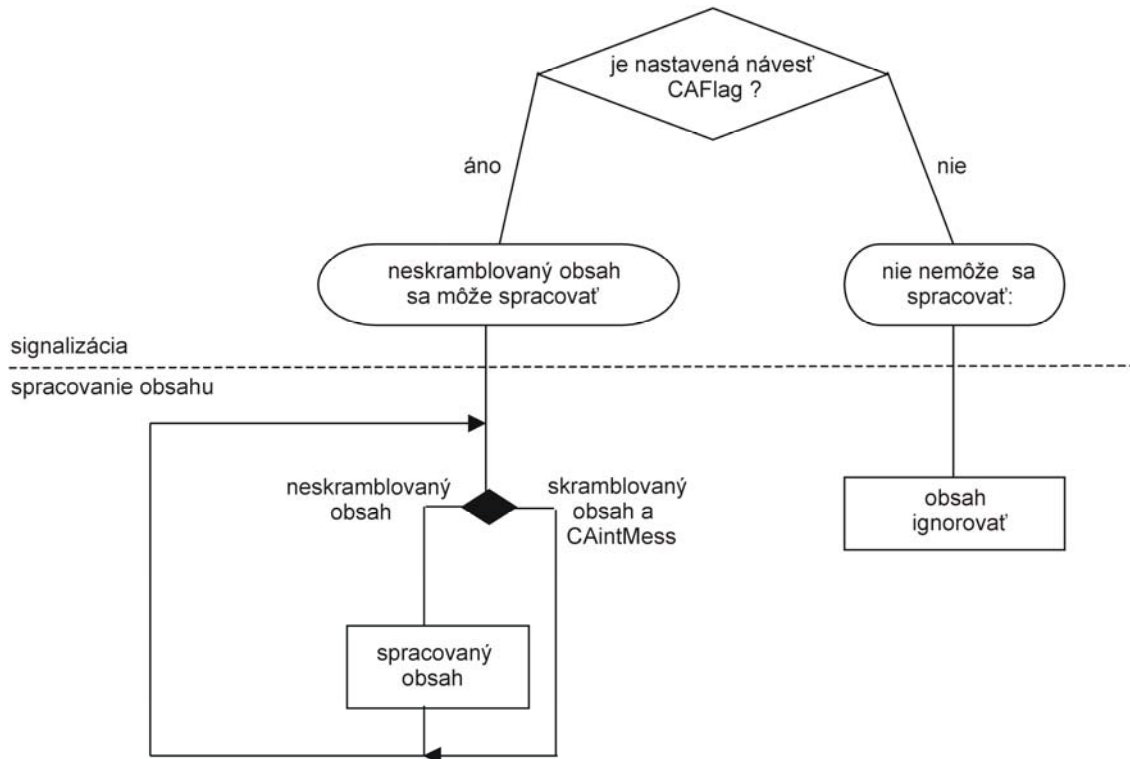 je nastavená návesť
CAFlag ?
áno
nie
neskramblovaný obsah
sa môže spracovať
nie nemôže sa
spracovať:
signalizácia
spracovanie obsahu
neskramblovaný
obsah
skramblovaný
obsah a
CAintMess
obsah
ignorovať
spracovaný
obsah